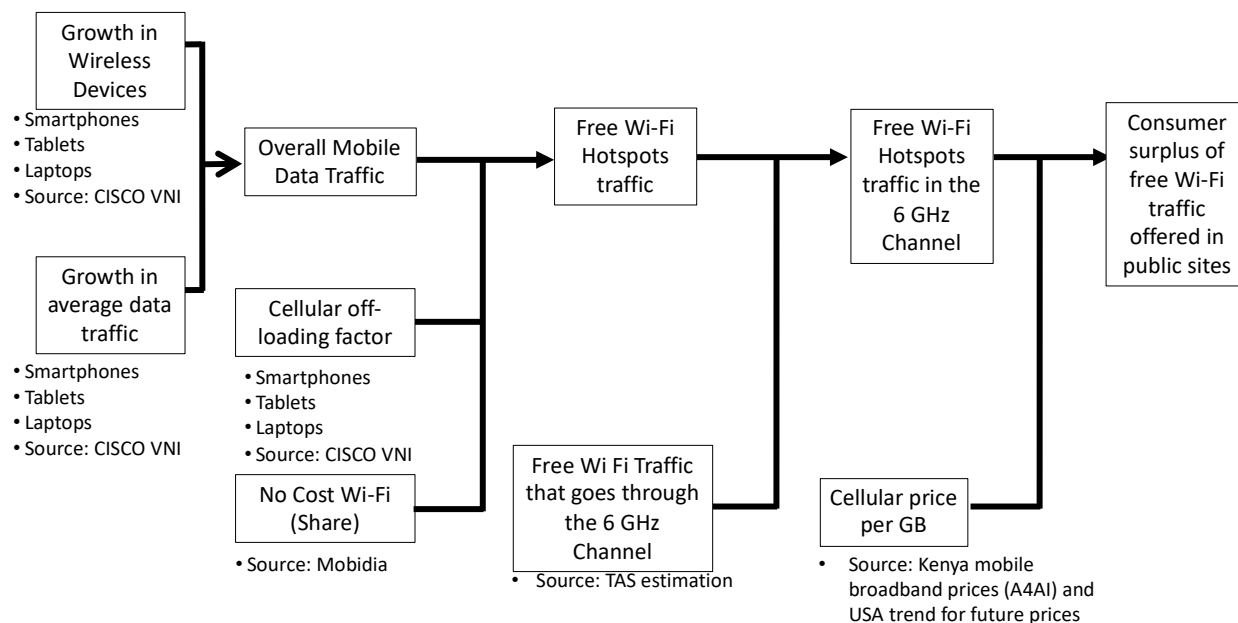 Growth in
Wireless
Devices
• Smartphones
• Tablets
• Laptops
• Source: CISCO VNI
Growth in
average data
traffic
• Smartphones
• Tablets
• Laptops
• Source: CISCO VNI
Overall Mobile
Data Traffic
Cellular off-
loading factor
• Smartphones
• Tablets
• Laptops
• Source: CISCO VNI
No Cost Wi-Fi
(Share)
• Source: Mobidia
Free Wi-Fi
Hotspots
traffic
Free Wi Fi Traffic
that goes through
the 6 GHz
Channel
• Source: TAS estimation
Free Wi-Fi
Hotspots
traffic in the
6 GHz
Channel
Cellular price
per GB
• Source: Kenya mobile
broadband prices (A4AI) and
USA trend for future prices
Consumer
surplus of
free Wi-Fi
traffic
offered in
public sites